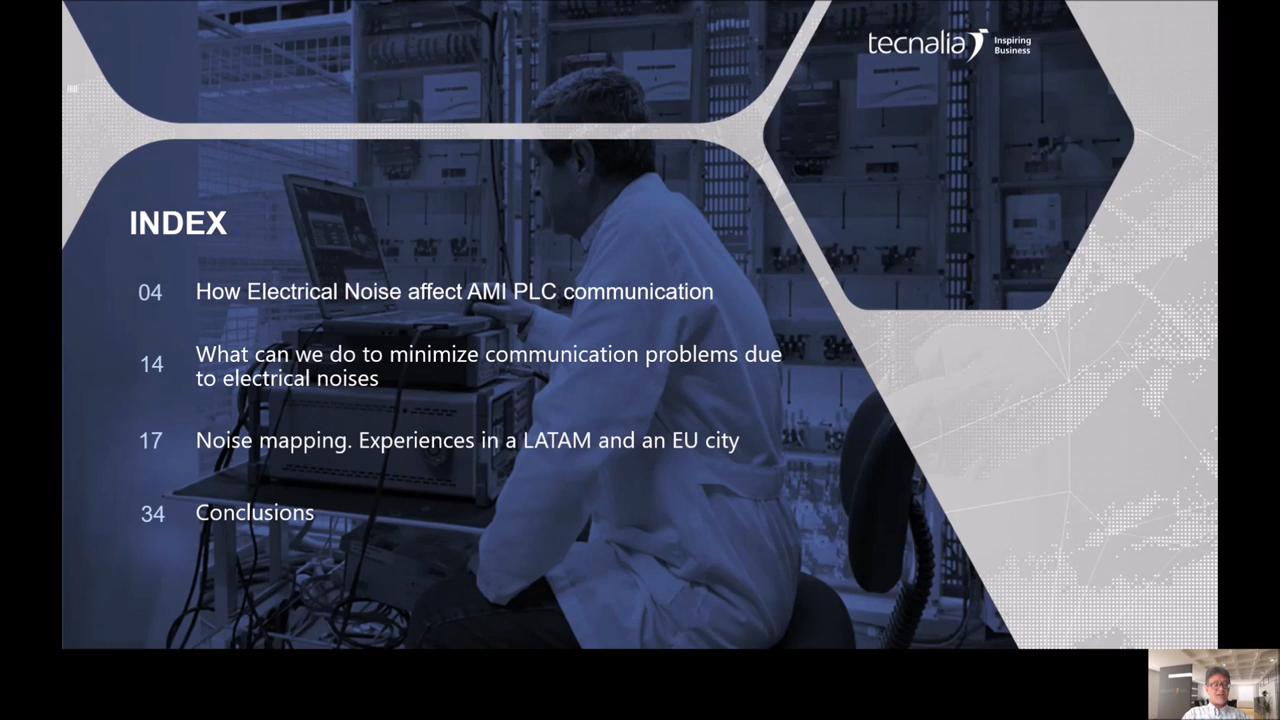 tecnalia Inspiring
Business
INDEX
04 How Electrical Noise affect AMI PLC communication
14 What can we do to minimize communication problems due
to electrical noises
17 Noise mapping. Experiences in a LATAM and an EU city
34 Conclusions